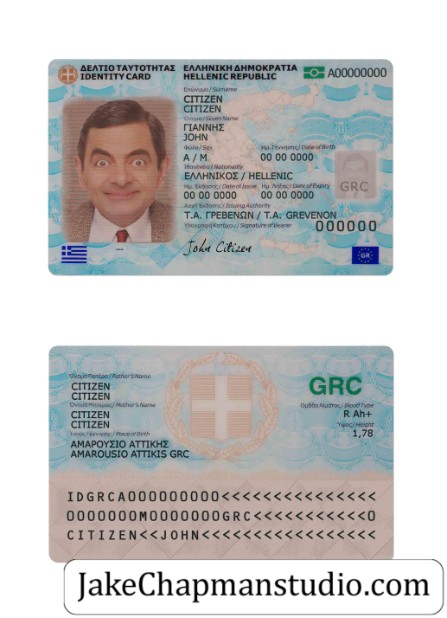 ΔΕΛΤΙΟ ΤΑΥΤΟΤΗΤΑΣ
IDENTITY CARD
ΕΛΛΗΝΙΚΗ ΔΗΜΟΚΡΑΤΙΑ
HELLENIC REPUBLIC
A00000000
Επώνυμο / Surname
CITIZEN
CITIZEN
Όνομα / Given Name
ΓΙΑΝΝΗΣ
JOHN
Φύλο / Sex
Ημ. Γέννησης / Date of Birth
Α / M
00 00 0000
Ιθαγένεια / Nationality
ΕΛΛΗΝΙΚΟΣ / HELLENIC
GRC
Ημ. Έκδοσης / Date of Issue
Ημ. Λήξης / Date of Expiry
00 00 0000
00 00 0000
Αρχή Έκδοσης / Issuing Authority
Τ.Α. ΓΡΕΒΕΝΩΝ / T.A. GREVENON
000000
Υπογραφή Κατόχου / Signature of Bearer
John Citizen
GR
Όνομα Πατέρα / Father's Name
CITIZEN
CITIZEN
GRC
Όνομα Μητέρας / Mother's Name
Ομάδα Αίματος / Blood Type
CITIZEN
CITIZEN
R Ah+
Ύψος / Height
1,78
Τόπος Γέννησης / Place of Birth
ΑΜΑΡΟΥΣΙΟ ΑΤΤΙΚΗΣ
AMAROUSIO ATTIKIS GRC
IDGRCA000000000<<<<<<<<<<<<<<<
0000000M0000000GRC<<<<<<<<<<<0
CITIZEN<<JOHN<<<<<<<<<<<<<<<<<
JakeChapmanstudio.com